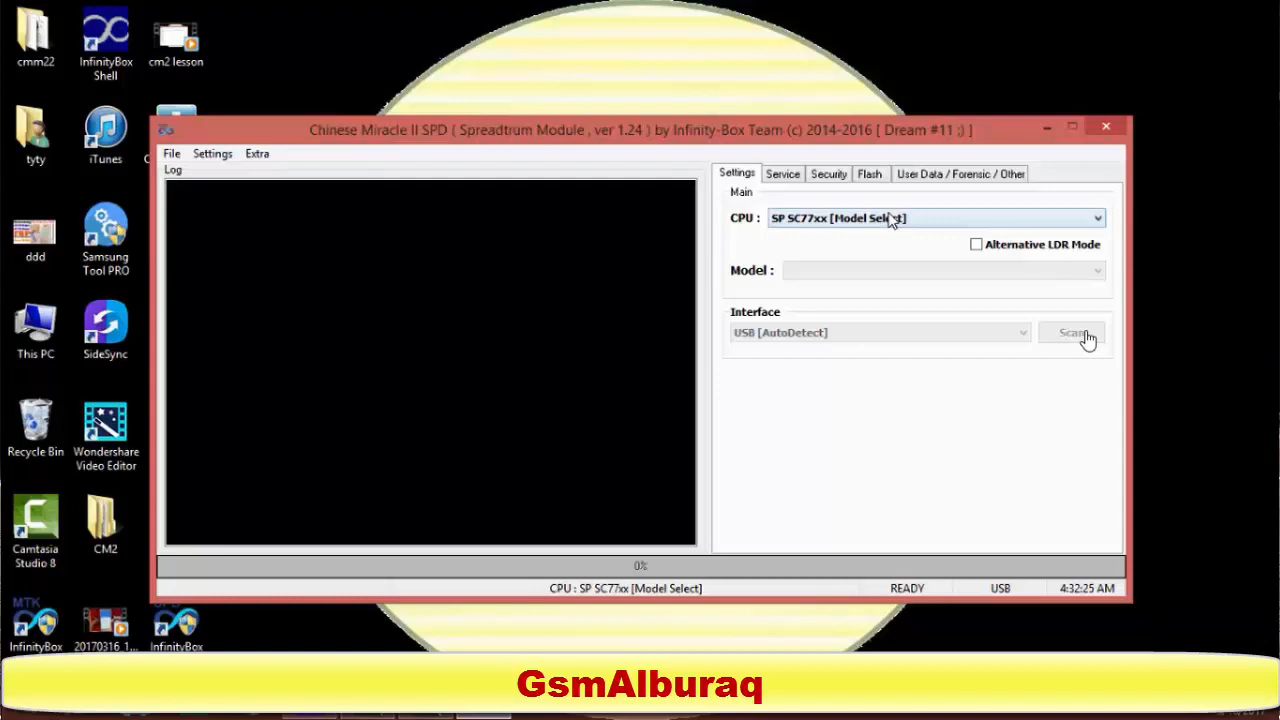 cmm22
InfinityBox
Shell
cm2 lesson
tyty
iTunes
ddd
Samsung
Tool PRO
This PC
SideSync
Recycle Bin
Wondershare
Video Editor
Camtasia
Studio 8
CM2
MTK
InfinityBox
20170316_1...
InfinityBox
Chinese Miracle II SPD ( Spreadtrum Module , ver 1.24 ) by Infinity-Box Team (c) 2014-2016 [ Dream #11 ;) ]
File Settings Extra
Log
Settings Service Security Flash User Data / Forensic / Other
Main
CPU : SP SC77xx [Model Select]
Alternative LDR Mode
Model :
Interface
USB [AutoDetect] Scan
0%
CPU : SP SC77xx [Model Select] READY USB 4:32:25 AM
GsmAlburaq